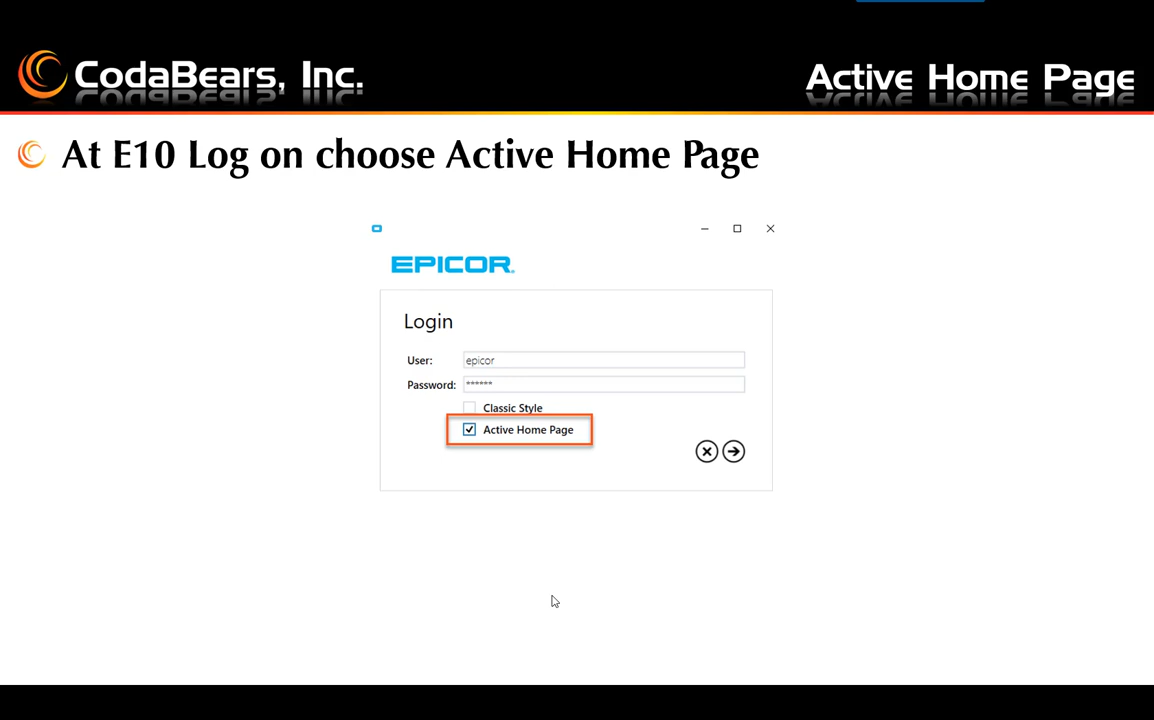 CodaBears, Inc.
Active Home Page
At E10 Log on choose Active Home Page
EPICOR
Login
User: epicor
Password: ******
Classic Style
Active Home Page